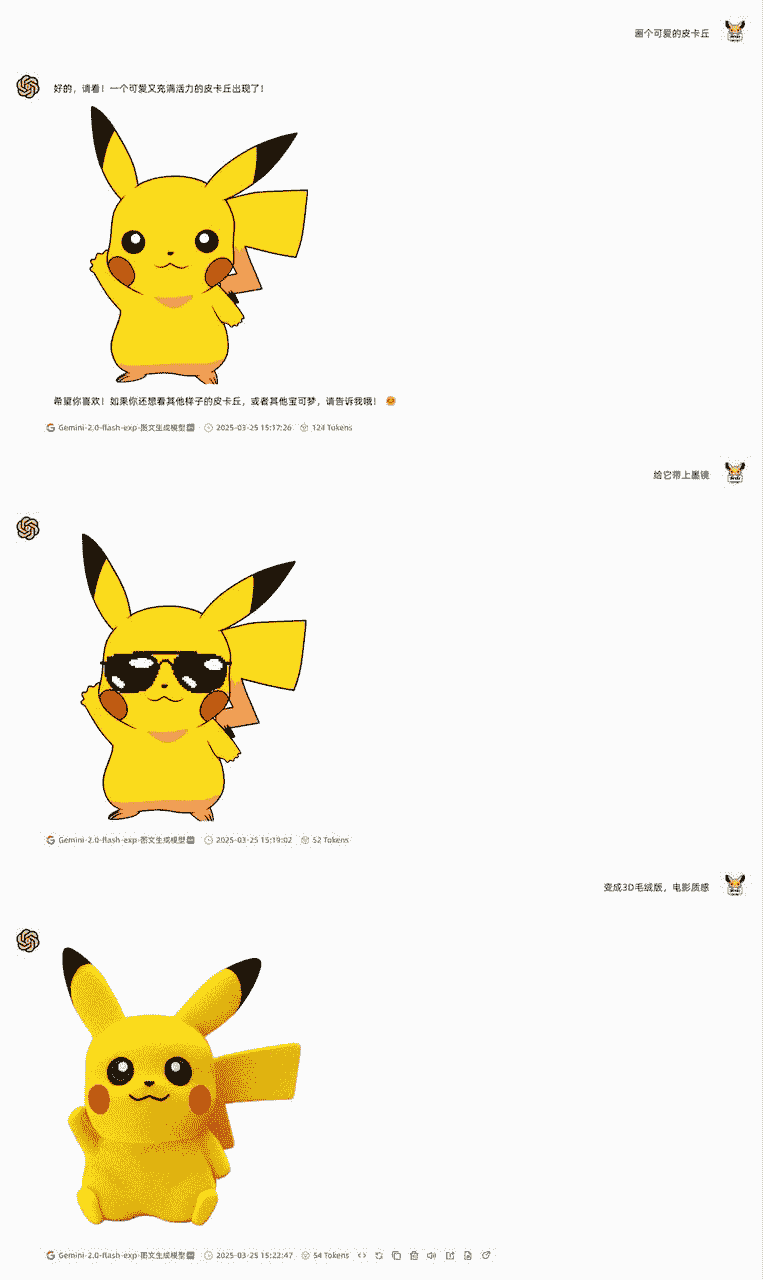 画个可爱的皮卡丘
好的，请看！一个可爱又充满活力的皮卡丘出现了！
希望你喜欢！如果你还想看其他样子的皮卡丘，或者其他宝可梦，请告诉我哦！
Gemini-2.0-flash-exp-图文生成模型 2025-03-25 15:17:26 124 Tokens
给它带上墨镜
Gemini-2.0-flash-exp-图文生成模型 2025-03-25 15:19:02 52 Tokens
变成3D毛绒版，电影质感
Gemini-2.0-flash-exp-图文生成模型 2025-03-25 15:22:47 54 Tokens